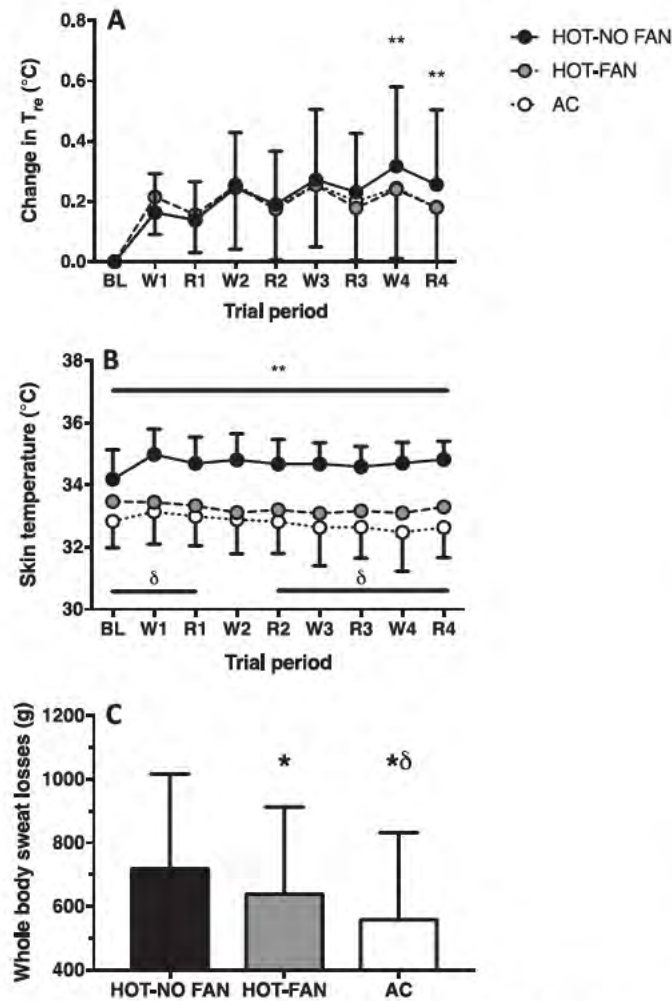 A
Change in Tre (°C)
0.8
0.6
0.4
0.2
0.0
**
**
BL W1 R1 W2 R2 W3 R3 W4 R4
Trial period
HOT-NO FAN
HOT-FAN
AC
B
Skin temperature (°C)
38
36
34
32
30
**
δ δ
BL W1 R1 W2 R2 W3 R3 W4 R4
Trial period
C
Whole body sweat losses (g)
1200
1000
800
600
400
* *δ
HOT-NO FAN HOT-FAN AC